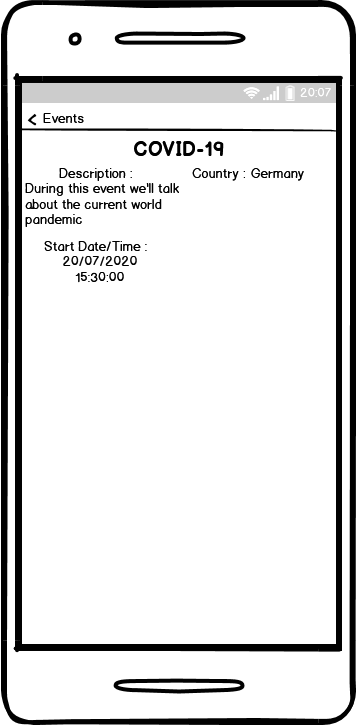 20:07
Events
COVID-19
Description :
During this event we'll talk
about the current world
pandemic
Country : Germany
Start Date/Time :
20/07/2020
15:30:00